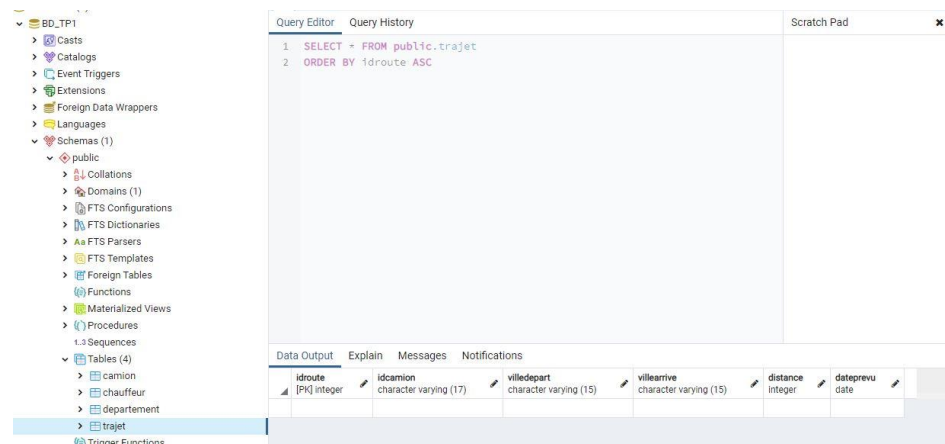 BD_TP1
Casts
Catalogs
Event Triggers
Extensions
Foreign Data Wrappers
Languages
Schemas (1)
public
Collations
Domains (1)
FTS Configurations
FTS Dictionaries
Aa FTS Parsers
FTS Templates
Foreign Tables
Functions
Materialized Views
Procedures
1..3 Sequences
Tables (4)
camion
chauffeur
departement
trajet
Trigger Functions
Query Editor Query History
1 SELECT * FROM public.trajet
2 ORDER BY idroute ASC
Scratch Pad
Data Output Explain Messages Notifications
idroute idcamion villedepart villearrive distance dateprevu
[PK] integer character varying (17) character varying (15) character varying (15) integer date